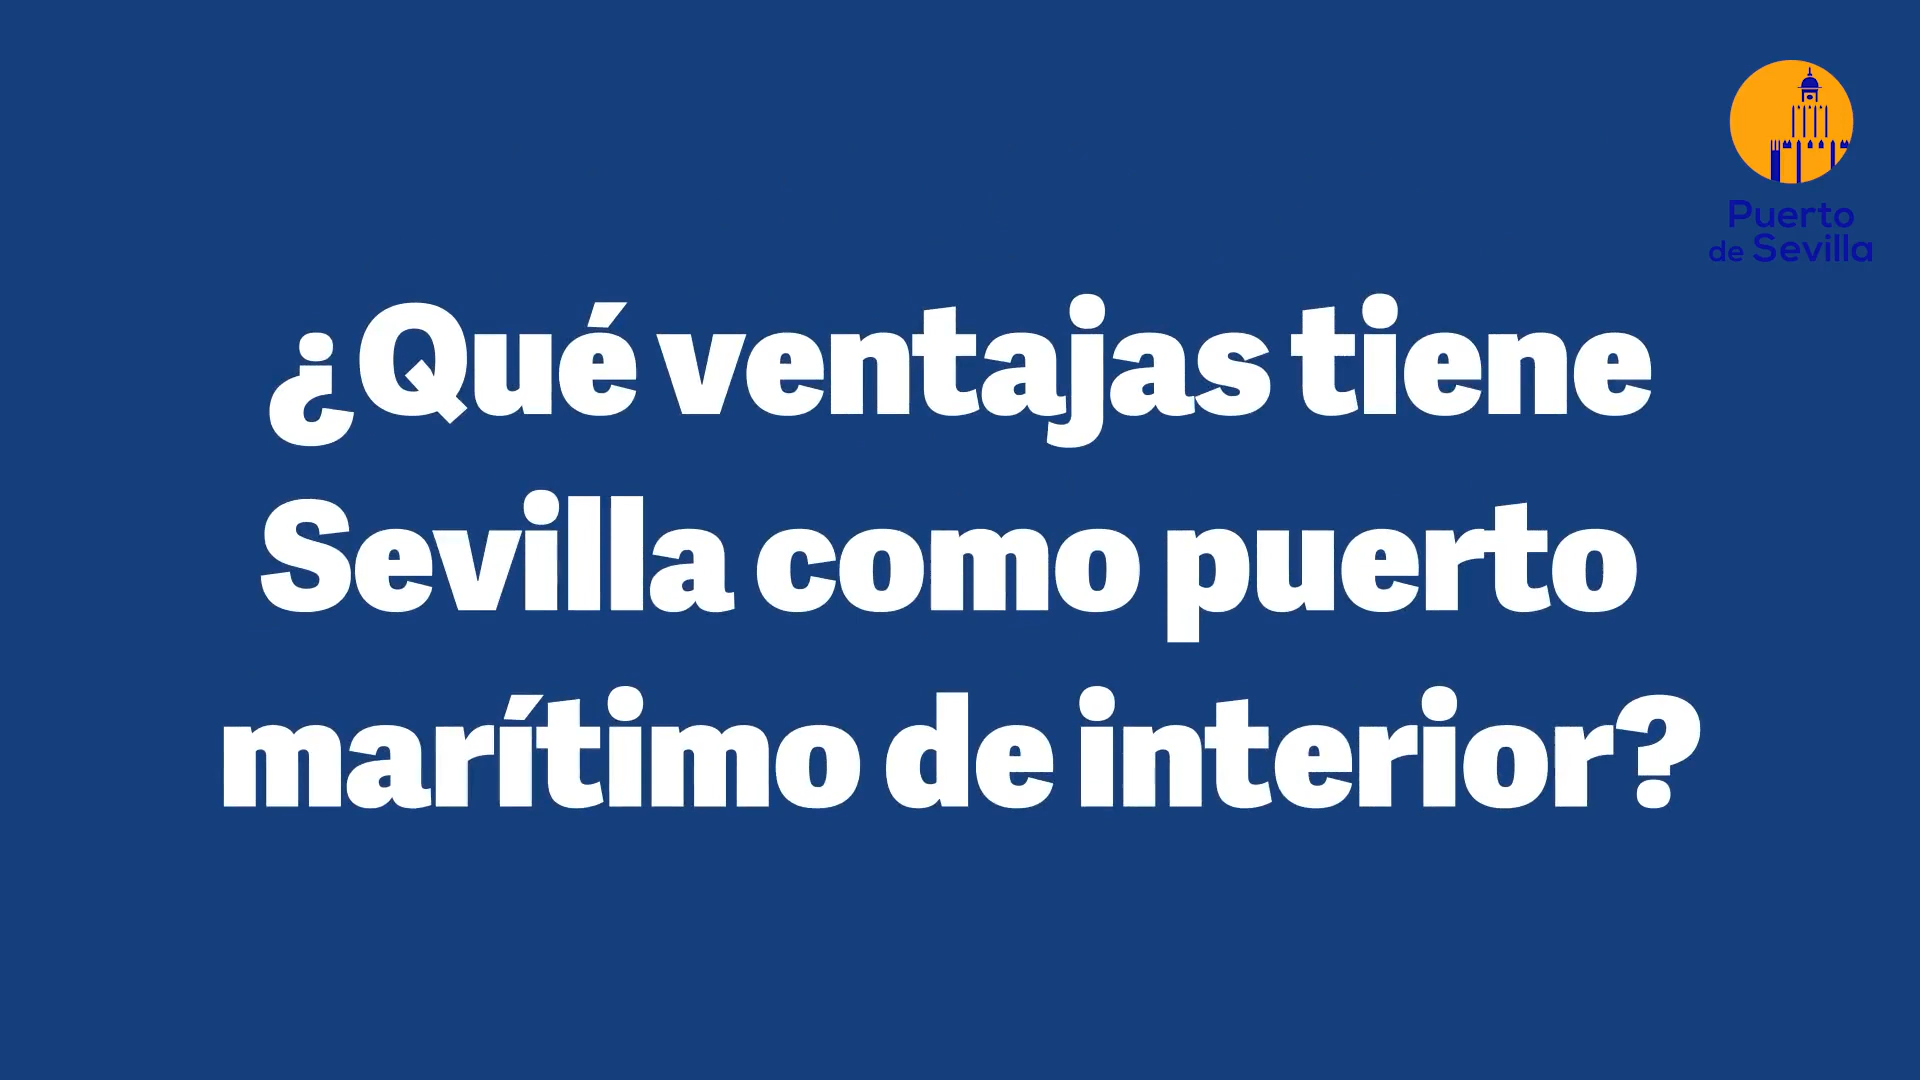 Puerto
de Sevilla
¿Qué ventajas tiene
Sevilla como puerto
marítimo de interior?